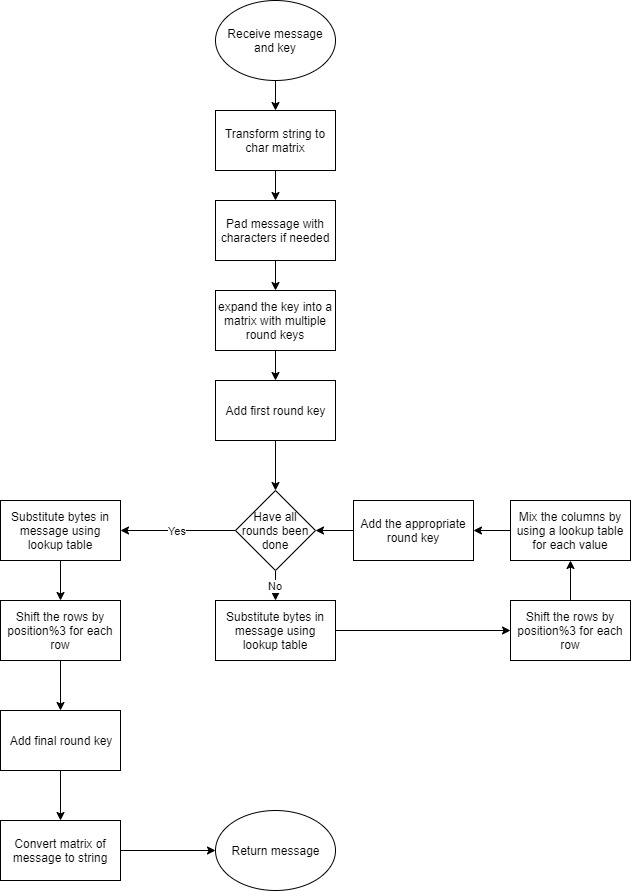 Receive message
and key
Transform string to
char matrix
Pad message with
characters if needed
expand the key into a
matrix with multiple
round keys
Add first round key
Have all
rounds been
done
Yes
No
Substitute bytes in
message using
lookup table
Shift the rows by
position%3 for each
row
Mix the columns by
using a lookup table
for each value
Add the appropriate
round key
Substitute bytes in
message using
lookup table
Shift the rows by
position%3 for each
row
Add final round key
Convert matrix of
message to string
Return message